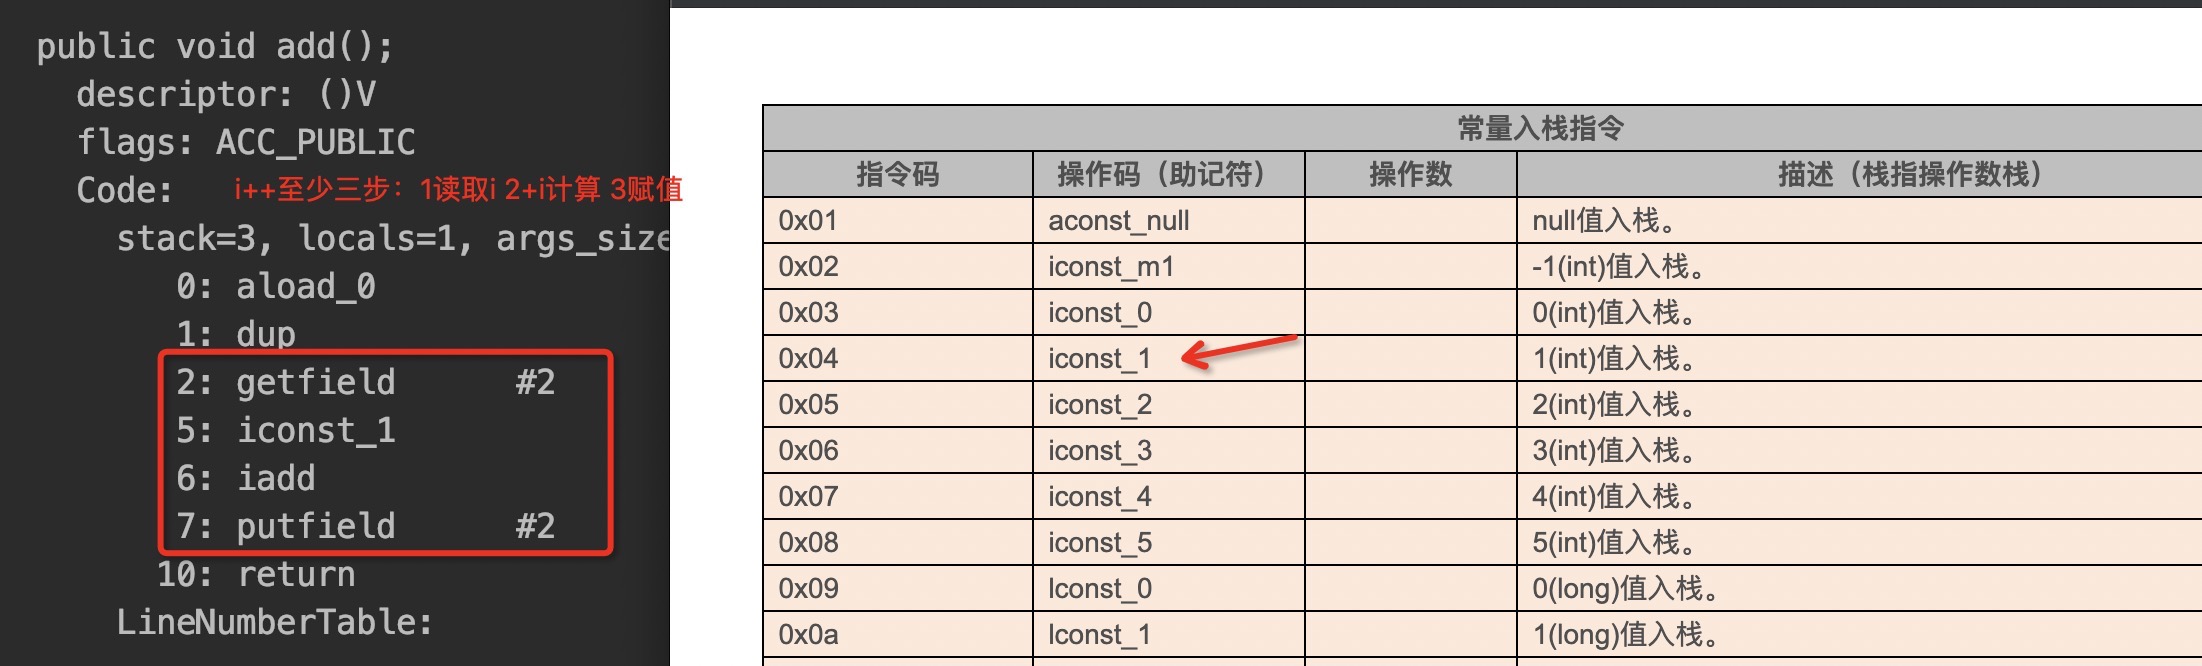 public void add();
descriptor: ()V
flags: ACC_PUBLIC
Code:
i++至少三步：1读取i 2+i计算 3赋值
stack=3, locals=1, args_size
0: aload_0
1: dup
2: getfield #2
5: iconst_1
6: iadd
7: putfield #2
10: return
LineNumberTable:
常量入栈指令
指令码 操作码（助记符） 操作数 描述（栈指操作数栈）
0x01 aconst_null null值入栈。
0x02 iconst_m1 -1(int)值入栈。
0x03 iconst_0 0(int)值入栈。
0x04 iconst_1 1(int)值入栈。
0x05 iconst_2 2(int)值入栈。
0x06 iconst_3 3(int)值入栈。
0x07 iconst_4 4(int)值入栈。
0x08 iconst_5 5(int)值入栈。
0x09 lconst_0 0(long)值入栈。
0x0a lconst_1 1(long)值入栈。